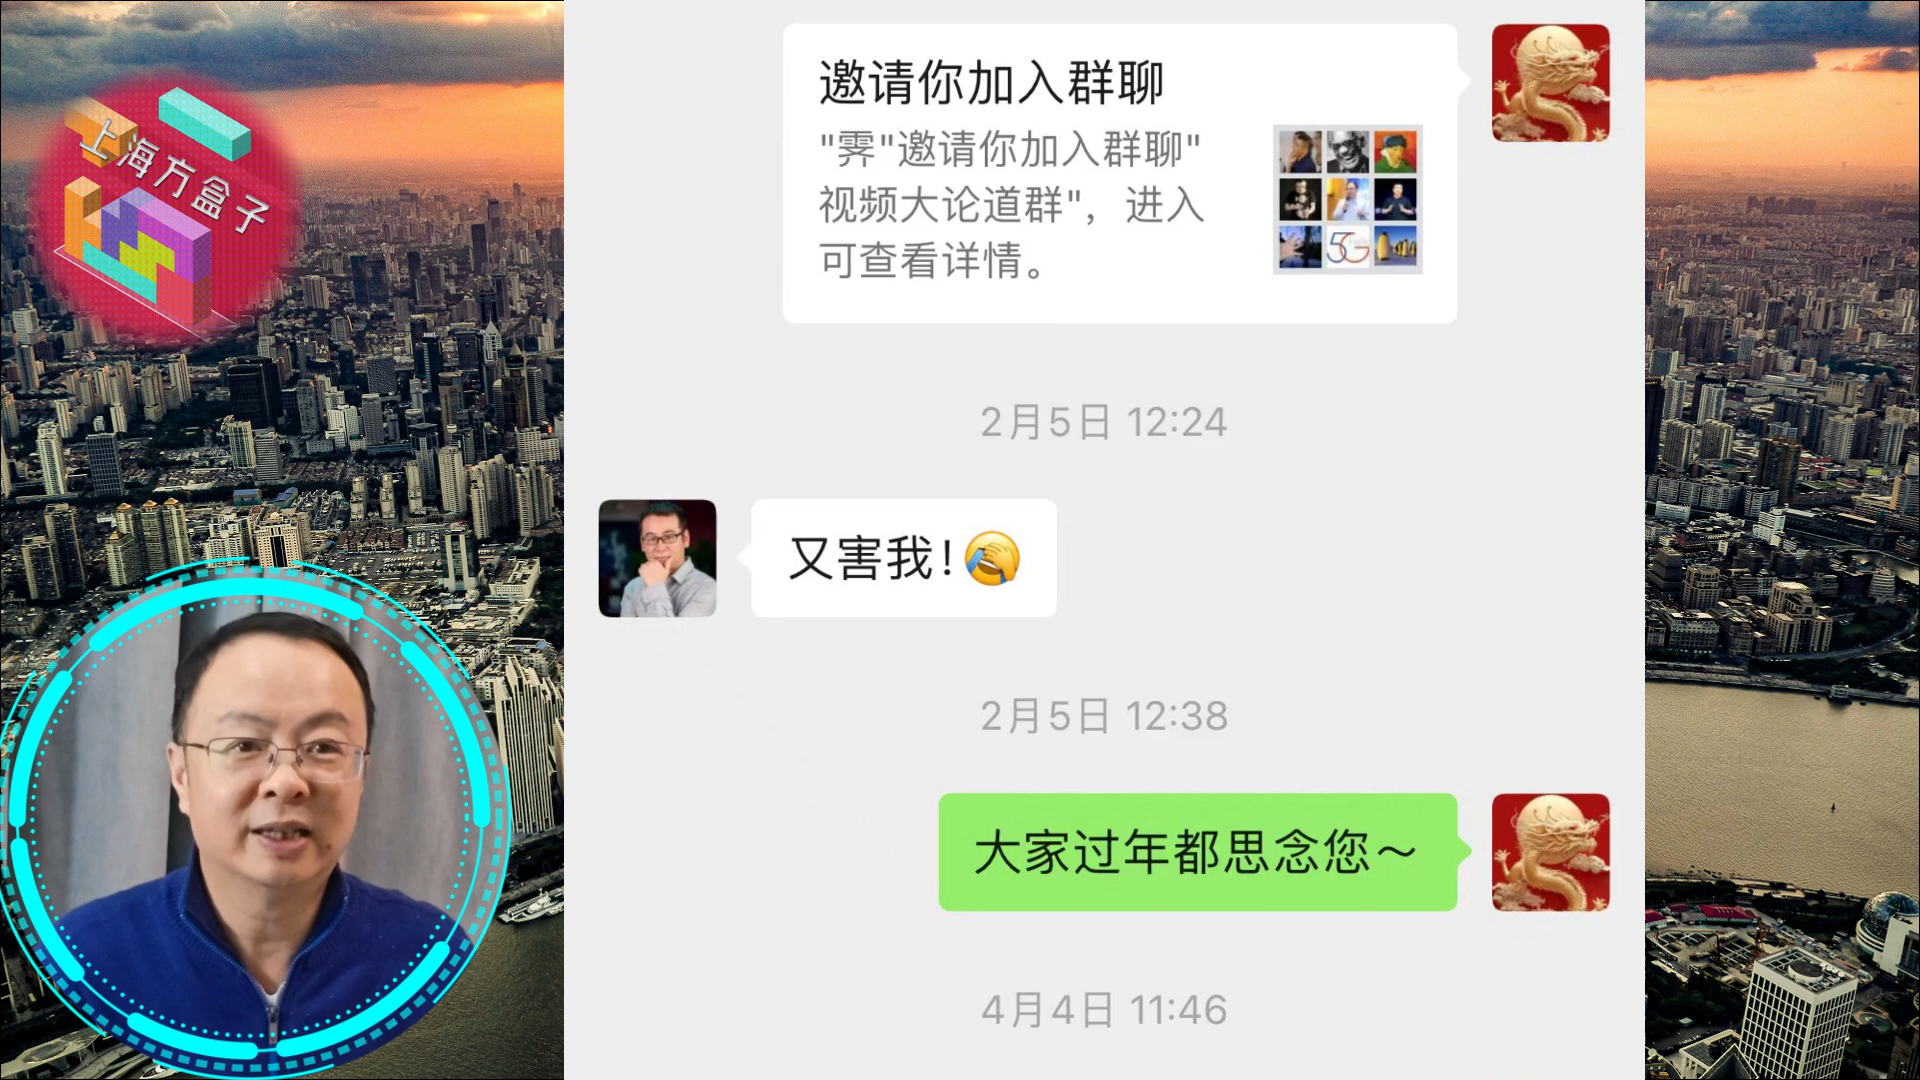 上海方盒子
邀请你加入群聊
"霁"邀请你加入群聊"
视频大论道群"，进入
可查看详情。
5G
2月5日 12:24
又害我！🤦
2月5日 12:38
大家过年都思念您～
4月4日 11:46